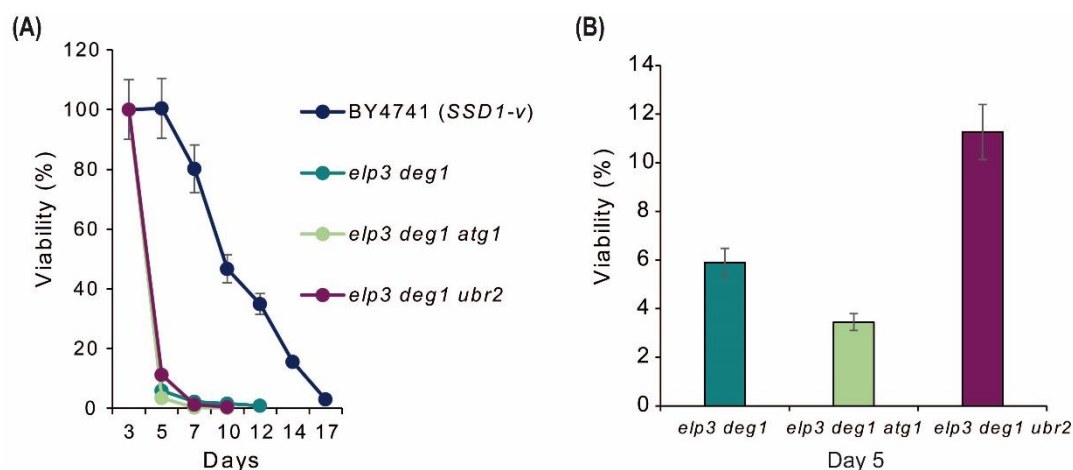 (A)
120
100
80
60
40
20
0
Viability (%)
3 5 7 10 12 14 17
Days
BY4741 (SSD1-v)
elp3 deg1
elp3 deg1 atg1
elp3 deg1 ubr2
(B)
14
12
10
8
6
4
2
0
Viability (%)
elp3 deg1 elp3 deg1 atg1 elp3 deg1 ubr2
Day 5